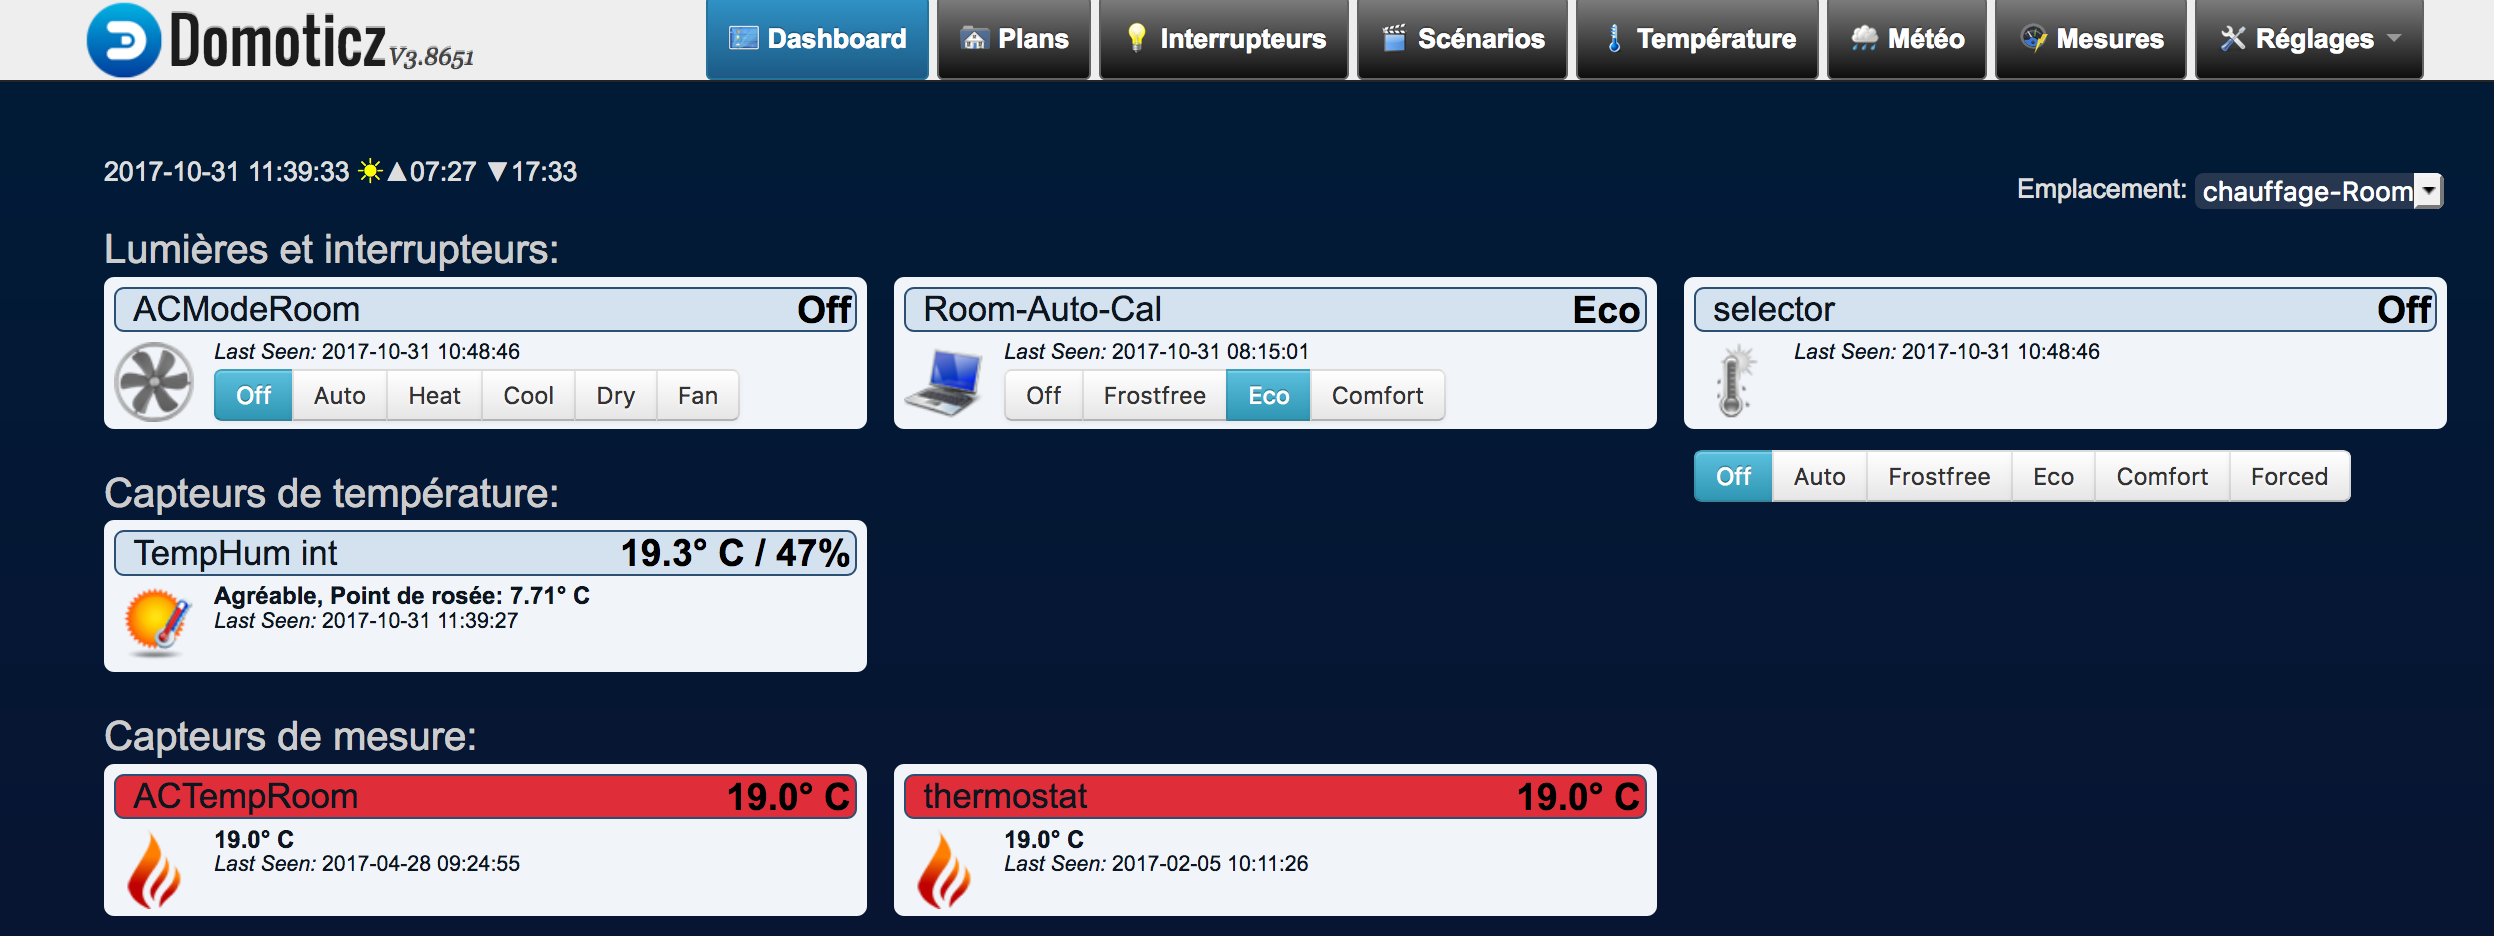 Domoticz V3.8651
Dashboard Plans Interrupteurs Scénarios Température Météo Mesures Réglages
2017-10-31 11:39:33 ☀▲07:27 ▼17:33
Emplacement: chauffage-Room
Lumières et interrupteurs:
ACModeRoom Off
Last Seen: 2017-10-31 10:48:46
Off Auto Heat Cool Dry Fan
Room-Auto-Cal Eco
Last Seen: 2017-10-31 08:15:01
Off Frostfree Eco Comfort
selector Off
Last Seen: 2017-10-31 10:48:46
Off Auto Frostfree Eco Comfort Forced
Capteurs de température:
TempHum int 19.3° C / 47%
Agréable, Point de rosée: 7.71° C
Last Seen: 2017-10-31 11:39:27
Capteurs de mesure:
ACTempRoom 19.0° C
19.0° C
Last Seen: 2017-04-28 09:24:55
thermostat 19.0° C
19.0° C
Last Seen: 2017-02-05 10:11:26